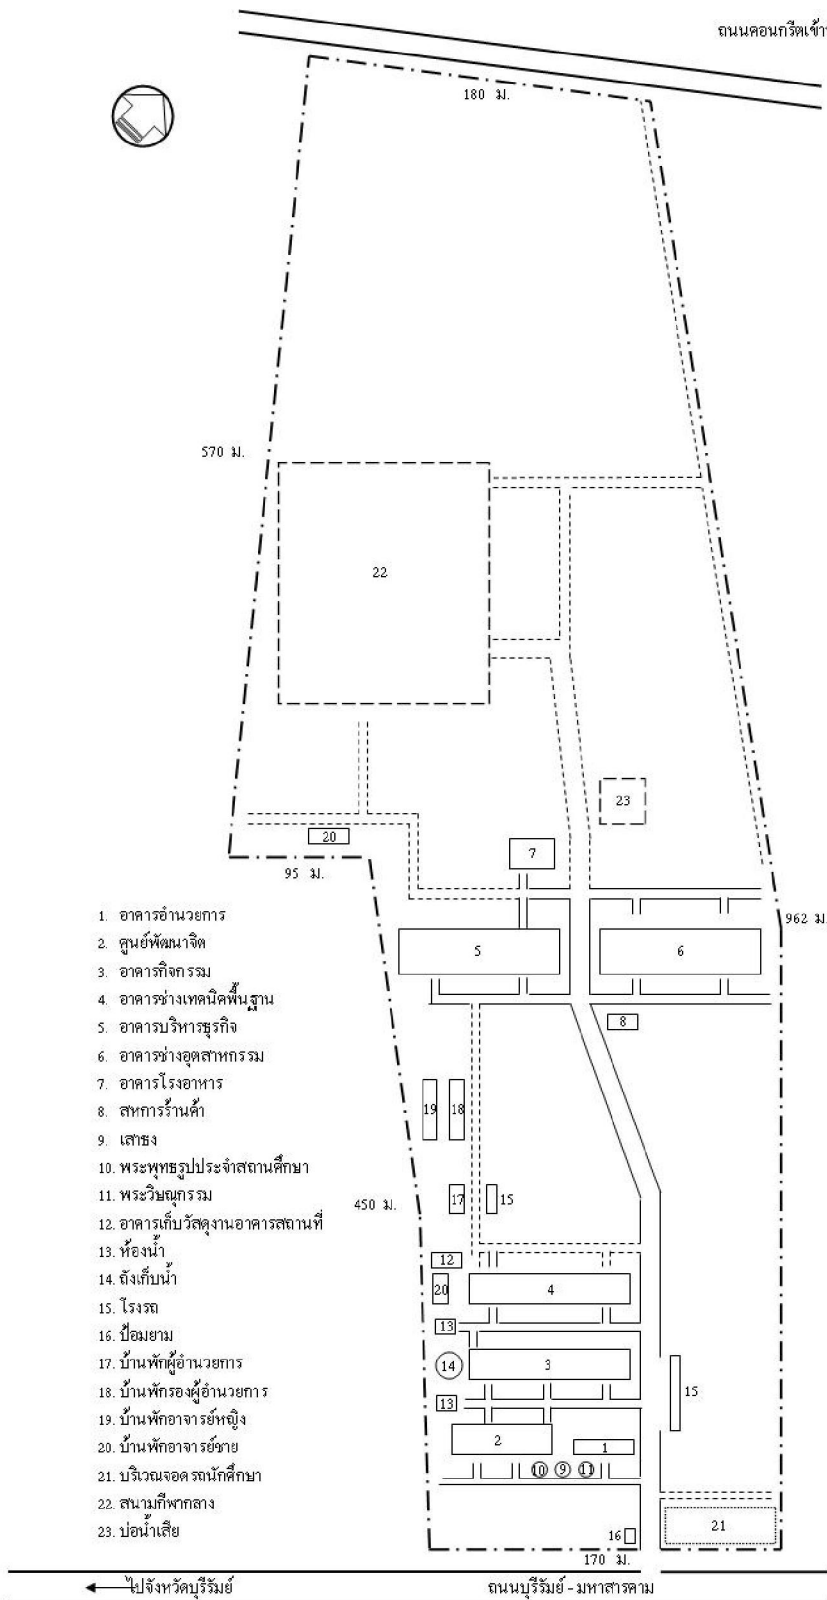 ถนนคอนกรีตเข้า
180 ม.
570 ม.
22
23
20
7
95 ม.
962 ม.
5
6
8
1. อาคารอำนวยการ
2. ศูนย์พัฒนาจิต
3. อาคารกิจกรรม
4. อาคารช่างเทคนิคพื้นฐาน
5. อาคารบริหารธุรกิจ
6. อาคารช่างอุตสาหกรรม
7. อาคารโรงอาหาร
8. สหการร้านค้า
9. เสาธง
10. พระพุทธรูปประจำสถานศึกษา
11. พระวิษณุกรรม
12. อาคารเก็บวัสดุงานอาคารสถานที่
13. ห้องน้ำ
14. ถังเก็บน้ำ
15. โรงรถ
16. ป้อมยาม
17. บ้านพักผู้อำนวยการ
18. บ้านพักรองผู้อำนวยการ
19. บ้านพักอาจารย์หญิง
20. บ้านพักอาจารย์ชาย
21. บริเวณจอดรถนักศึกษา
22. สนามกีฬากลาง
23. บ่อน้ำเสีย
19
18
450 ม.
17
15
12
20
4
13
14
3
15
13
2
1
10
9
11
16
21
170 ม.
ไปจังหวัดบุรีรัมย์
ถนนบุรีรัมย์ - มหาสารคาม